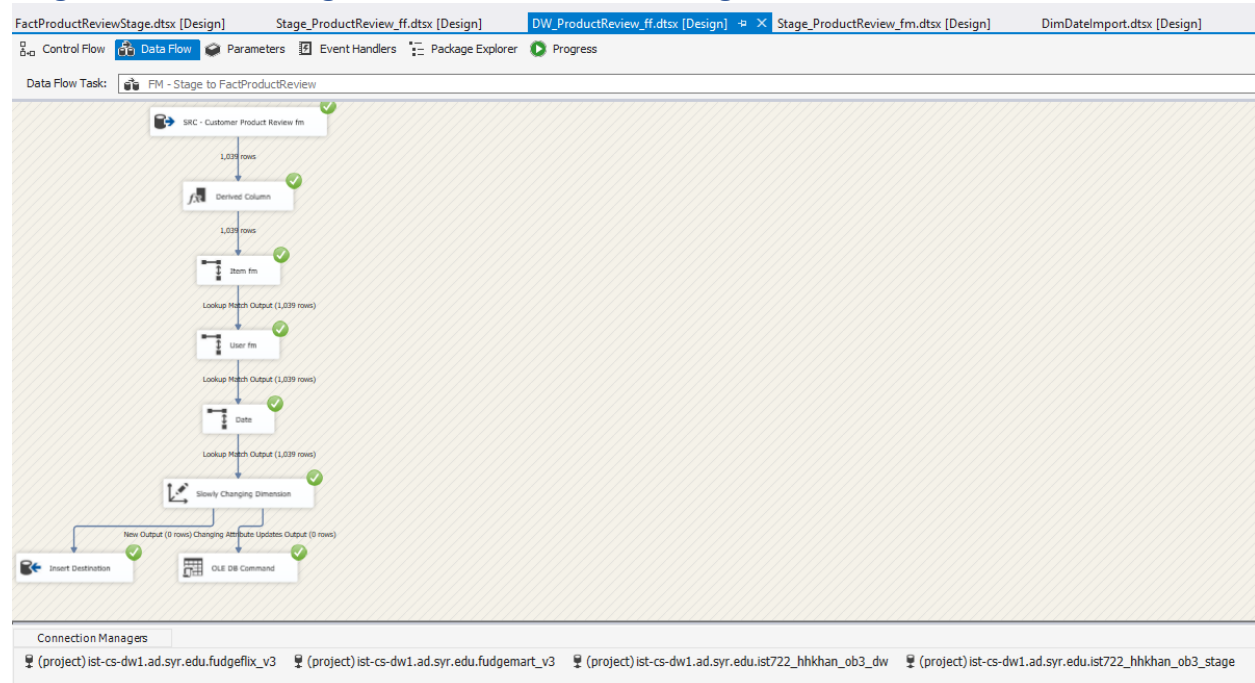 FactProductReviewStage.dtsx [Design] Stage_ProductReview_ff.dtsx [Design] DW_ProductReview_ff.dtsx [Design] Stage_ProductReview_fm.dtsx [Design] DimDateImport.dtsx [Design]
Control Flow Data Flow Parameters Event Handlers Package Explorer Progress
Data Flow Task: FM - Stage to FactProductReview
SRC - Customer Product Review fm
1,039 rows
Derived Column
1,039 rows
Item fm
Lookup Match Output (1,039 rows)
User fm
Lookup Match Output (1,039 rows)
Date
Lookup Match Output (1,039 rows)
Slowly Changing Dimension
New Output (0 rows) Changing Attribute Updates Output (0 rows)
Insert Destination OLE DB Command
Connection Managers
(project) ist-cs-dw1.ad.syr.edu.fudgeflix_v3 (project) ist-cs-dw1.ad.syr.edu.fudgemart_v3 (project) ist-cs-dw1.ad.syr.edu.ist722_hhkhan_ob3_dw (project) ist-cs-dw1.ad.syr.edu.ist722_hhkhan_ob3_stage